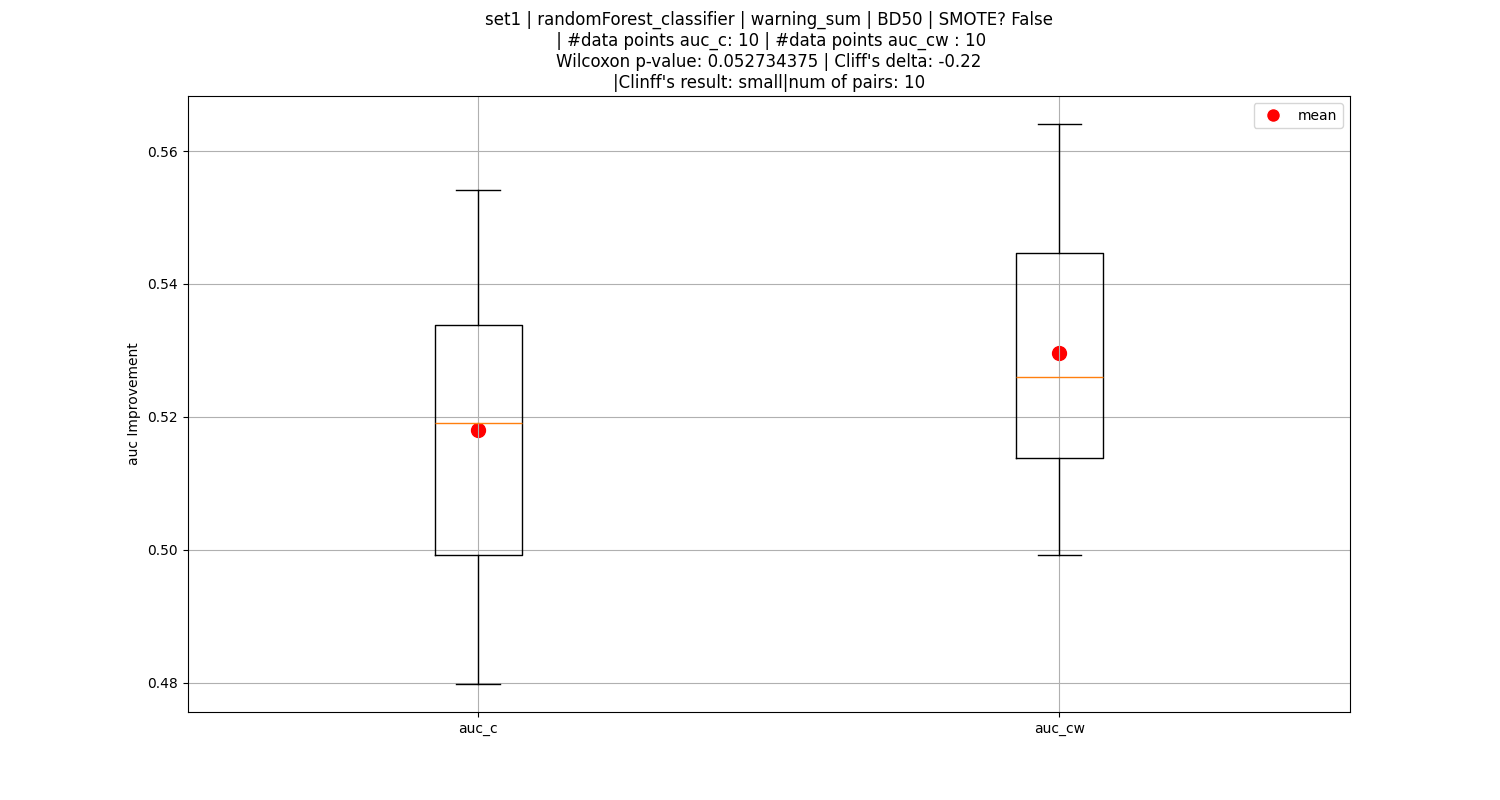 set1 | randomForest_classifier | warning_sum | BD50 | SMOTE? False
| #data points auc_c: 10 | #data points auc_cw : 10
Wilcoxon p-value: 0.052734375 | Cliff's delta: -0.22
|Clinff's result: small|num of pairs: 10
mean
0.56
0.54
0.52
0.50
0.48
auc Improvement
auc_c
auc_cw